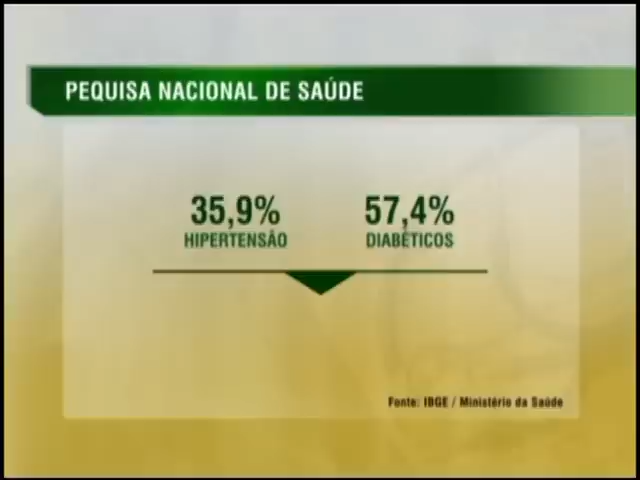 PEQUISA NACIONAL DE SAÚDE
35,9% 57,4%
HIPERTENSÃO DIABÉTICOS
Fonte: IBGE / Ministério da Saúde